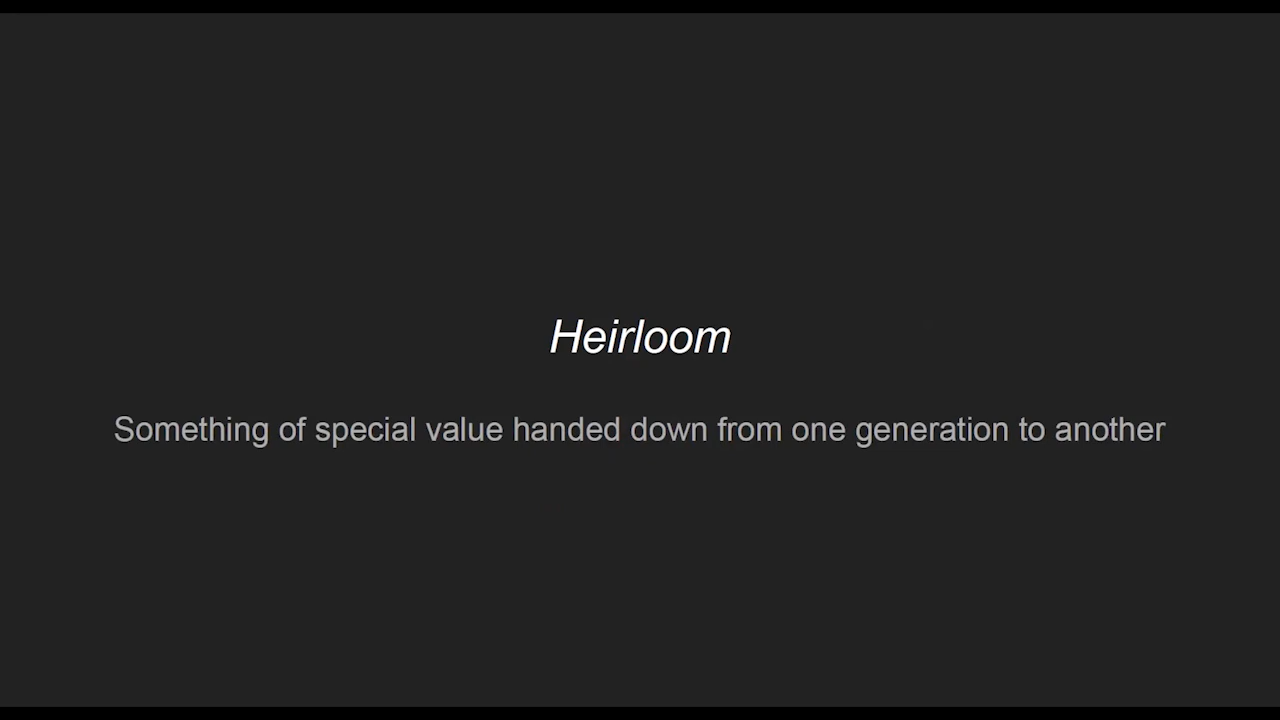 Heirloom
Something of special value handed down from one generation to another